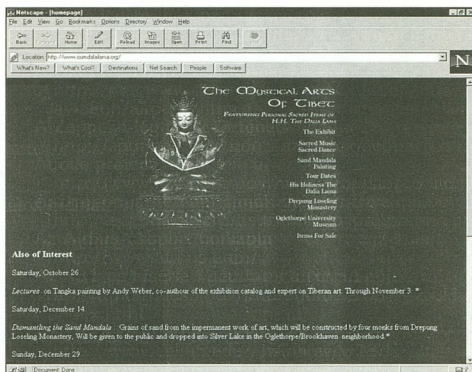 Netscape - [homepage]
File Edit View Go Bookmarks Options Directory Window Help
Back Home Edit Reload Images Open Print Find
Location: http://www.sundalalama.org/
What's New? What's Cool? Destinations Net Search People Software
N
The Mystical Arts
Of Tibet
Featuring Personal Sacred Items of
H.H. The Dalia Lama
The Exhibit
Sacred Music
Sacred Dance
Sand Mandala
Painting
Tour Dates
His Holiness The
Dalia Lama
Drepung Loseling
Monastery
Oglethorpe University
Museum
Items For Sale
Also of Interest
Saturday, October 26
Lectures on Tangka painting by Andy Weber, co-authour of the exhibition catalog and expert on Tiberan art. Through November 3. *
Saturday, December 14
Dismantling the Sand Mandala Grains of sand from the impermanent work of art, which will be constructed by four monks from Drepung
Loseling Monastery, Will be given to the public and dropped into Silver Lake in the Oglethorpe/Brookhaven neighborhood.*
Sunday, December 29
Document: Done